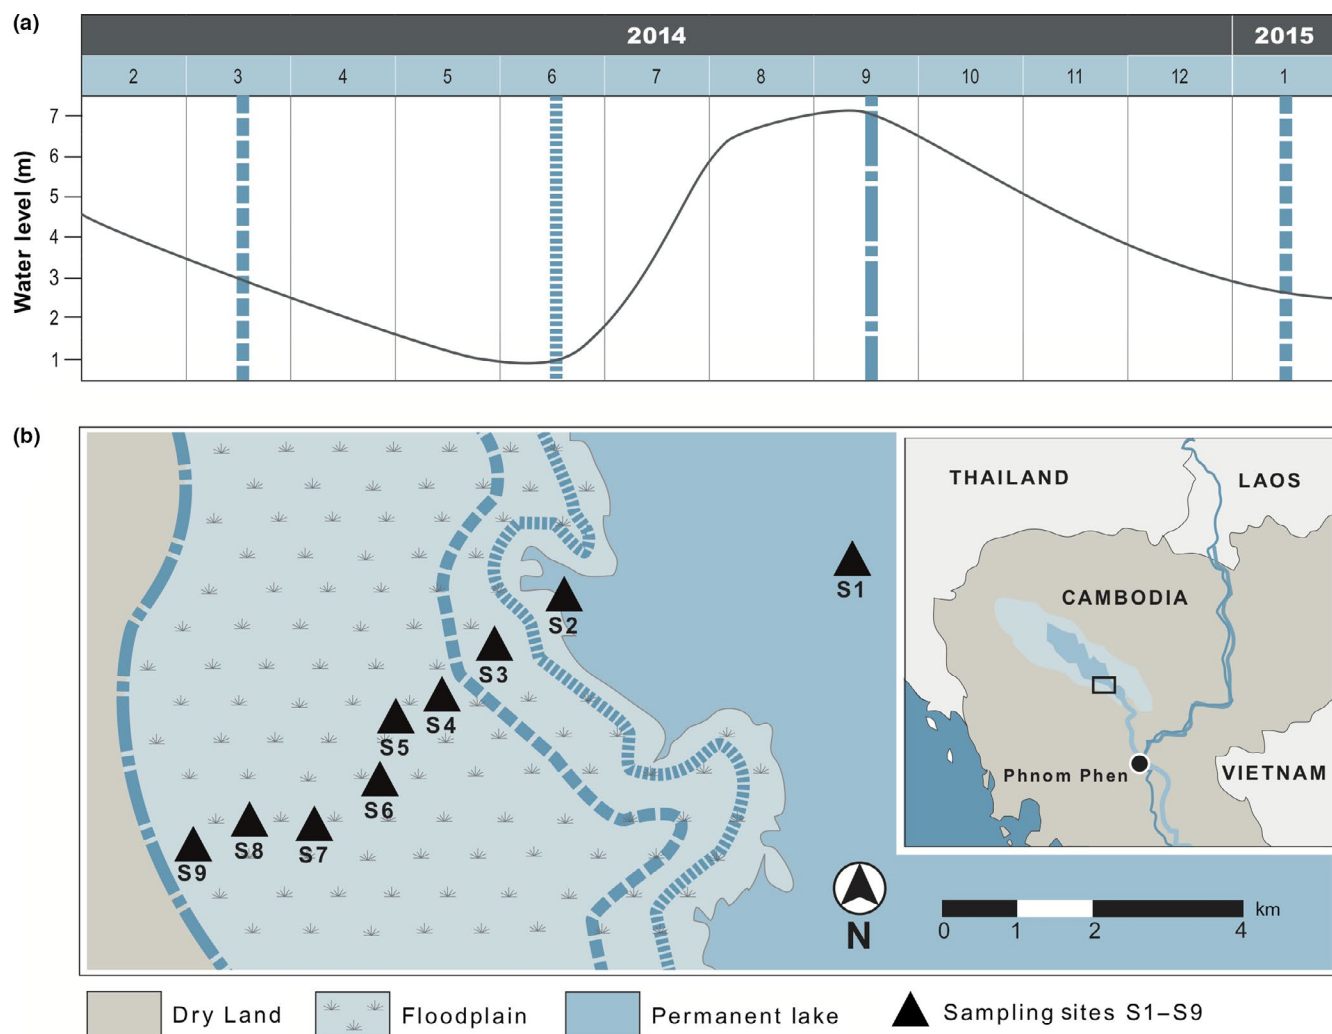 (a)
2014 2015
2 3 4 5 6 7 8 9 10 11 12 1
Water level (m)
7
6
5
4
3
2
1
(b)
THAILAND
LAOS
CAMBODIA
Phnom Phen
VIETNAM
S1
S2
S3
S4
S5
S6
S7
S8
S9
N
km
0 1 2 4
Dry Land Floodplain Permanent lake Sampling sites S1–S9